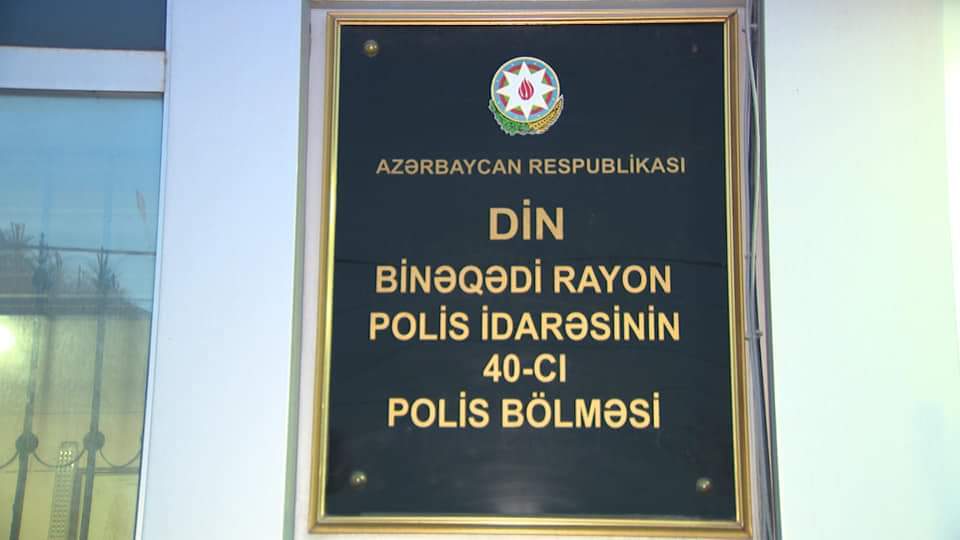 AZƏRBAYCAN RESPUBLİKASI
DİN
BİNƏQƏDİ RAYON
POLİS İDARƏSİNİN
40-CI
POLİS BÖLMƏSİ